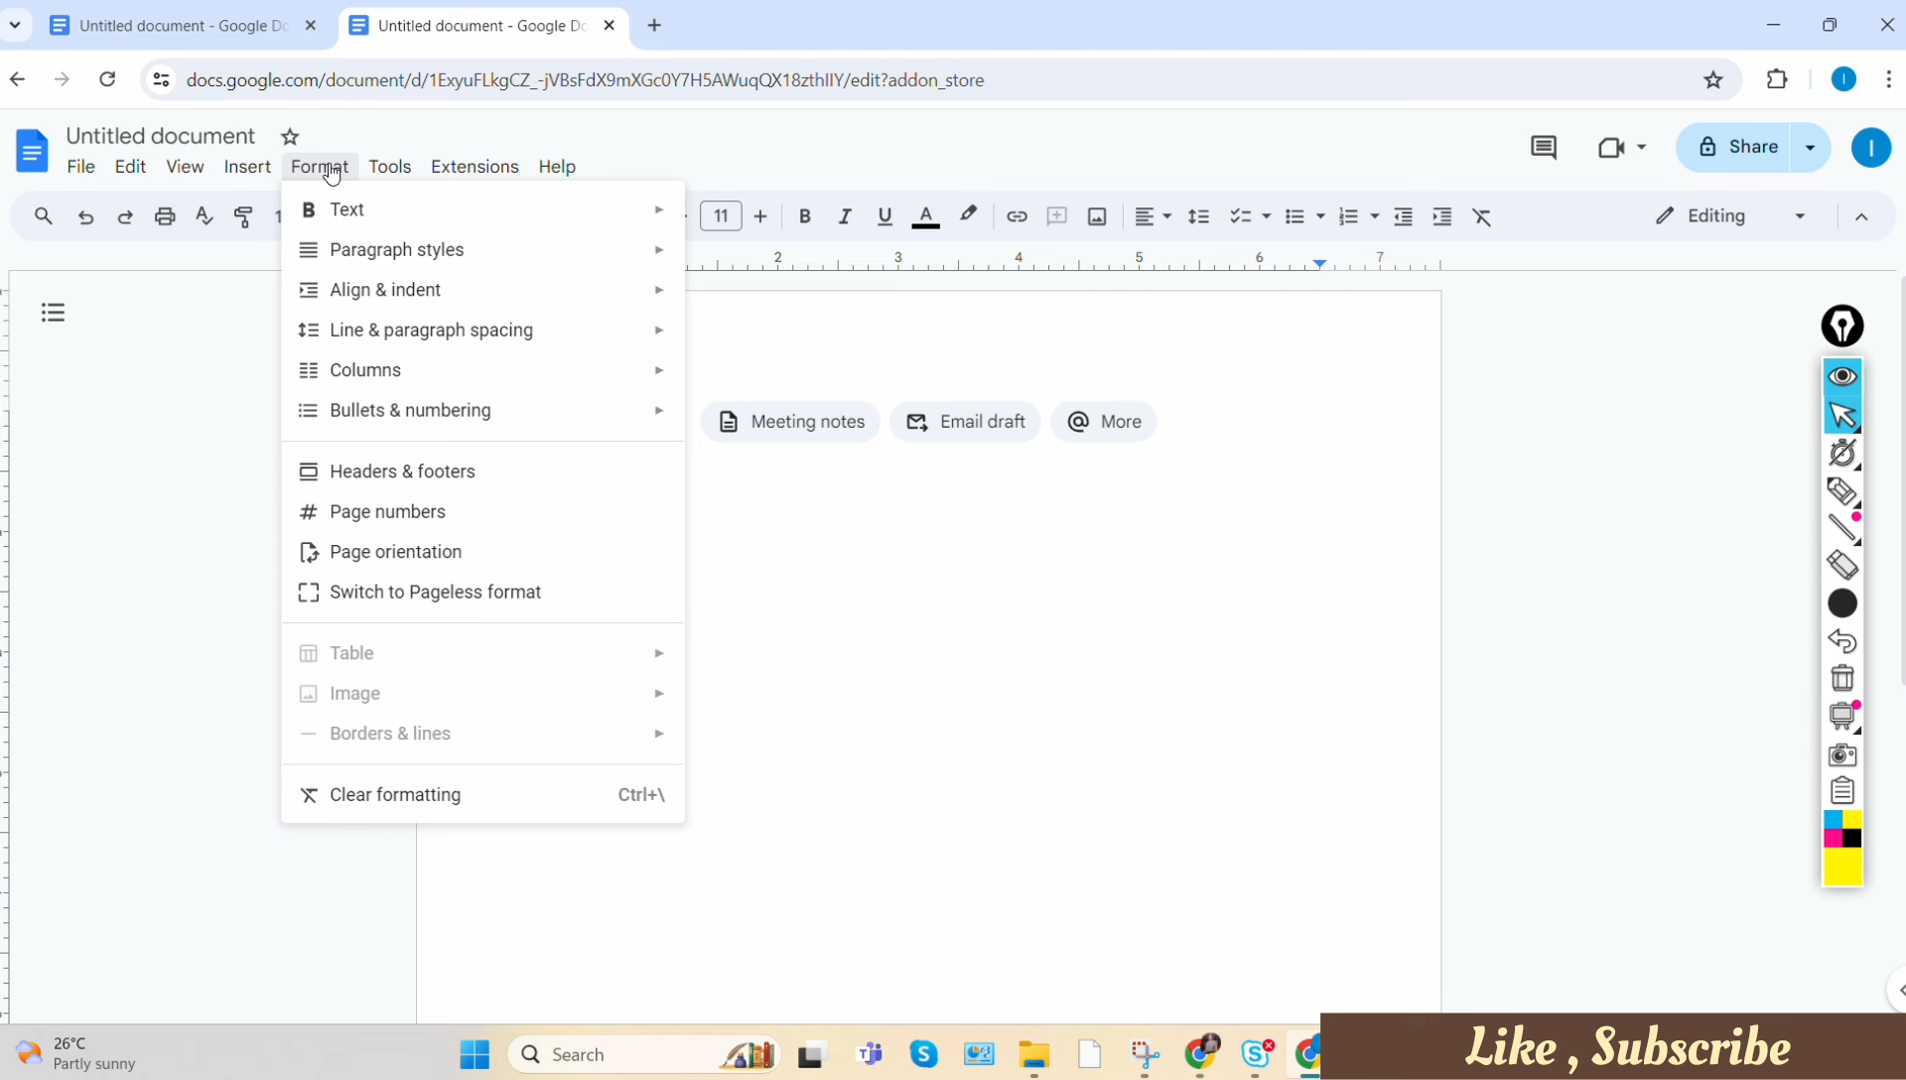 Untitled document - Google Do
Untitled document - Google Do
docs.google.com/document/d/1ExyuFLkgCZ_-jVBsFdX9mXGc0Y7H5AWuqQX18zthIIY/edit?addon_store
I
Untitled document
File Edit View Insert Format Tools Extensions Help
Share
I
11
Editing
Text
Paragraph styles
Align & indent
Line & paragraph spacing
Columns
Bullets & numbering
Headers & footers
Page numbers
Page orientation
Switch to Pageless format
Table
Image
Borders & lines
Clear formatting Ctrl+\
2 3 4 5 6 7
Meeting notes Email draft More
26°C
Partly sunny
Search
Like , Subscribe